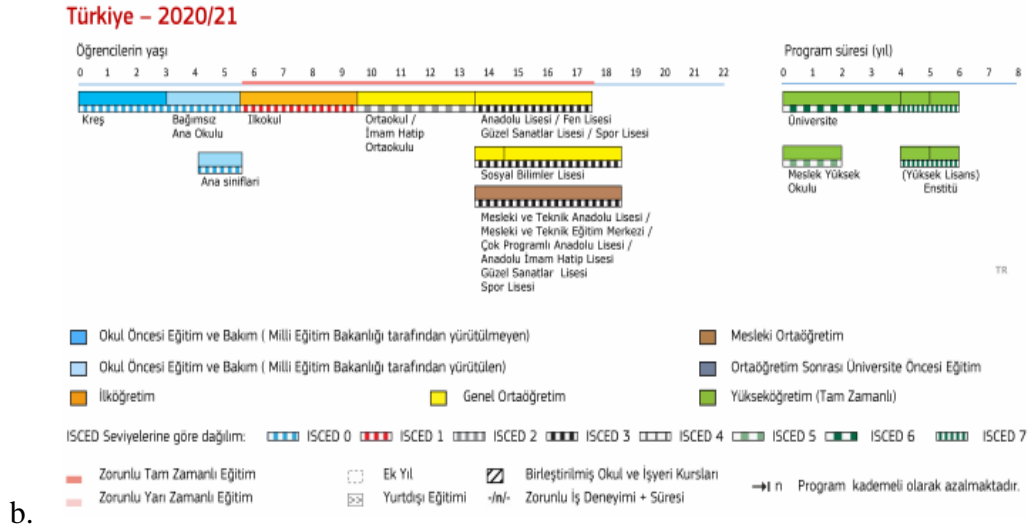 Türkiye – 2020/21
Öğrencilerin yaşı
Program süresi (yıl)
0 1 2 3 4 5 6 7 8 9 10 11 12 13 14 15 16 17 18 19 20 21 22
0 1 2 3 4 5 6 7 8
Kreş
Bağımsız
Ana Okulu
İlkokul
Ortaokul /
İmam Hatip
Ortaokulu
Anadolu Lisesi / Fen Lisesi
Güzel Sanatlar Lisesi / Spor Lisesi
Üniversite
Ana siniflari
Sosyal Bilimler Lisesi
Meslek Yüksek
Okulu
(Yüksek Lisans)
Enstitü
Mesleki ve Teknik Anadolu Lisesi /
Mesleki ve Teknik Eğitim Merkezi /
Çok Programlı Anadolu Lisesi /
Anadolu İmam Hatip Lisesi
Güzel Sanatlar Lisesi
Spor Lisesi
TR
Okul Öncesi Eğitim ve Bakım ( Milli Eğitim Bakanlığı tarafından yürütülmeyen)
Mesleki Ortaöğretim
Okul Öncesi Eğitim ve Bakım ( Milli Eğitim Bakanlığı tarafından yürütülen)
Ortaöğretim Sonrası Üniversite Öncesi Eğitim
İlköğretim
Genel Ortaöğretim
Yükseköğretim (Tam Zamanlı)
ISCED Seviyelerine göre dağılım: ISCED 0 ISCED 1 ISCED 2 ISCED 3 ISCED 4 ISCED 5 ISCED 6 ISCED 7
Zorunlu Tam Zamanlı Eğitim
Ek Yıl
Birleştirilmiş Okul ve İşyeri Kursları
Zorunlu Yarı Zamanlı Eğitim
>> Yurtdışı Eğitimi
-/n/- Zorunlu İş Deneyimi + Süresi
n Program kademeli olarak azalmaktadır.
b.